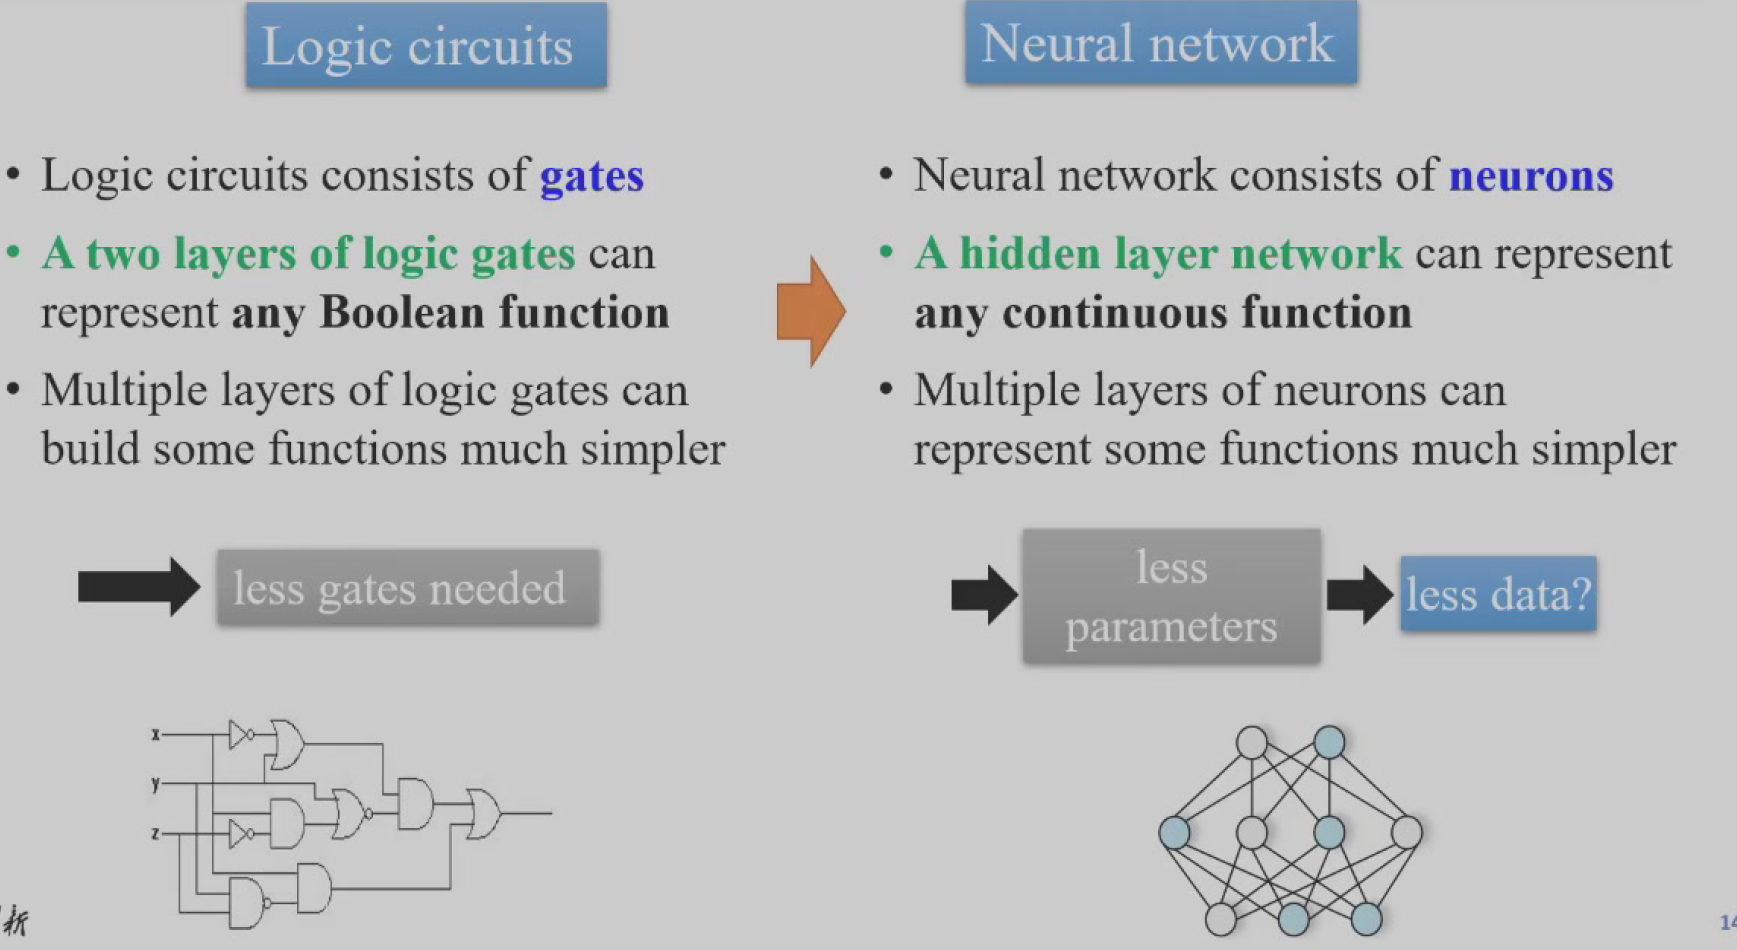 Logic circuits
• Logic circuits consists of gates
• A two layers of logic gates can
represent any Boolean function
• Multiple layers of logic gates can
build some functions much simpler
less gates needed
x
y
z
Neural network
• Neural network consists of neurons
• A hidden layer network can represent
any continuous function
• Multiple layers of neurons can
represent some functions much simpler
less
parameters
less data?
析
14